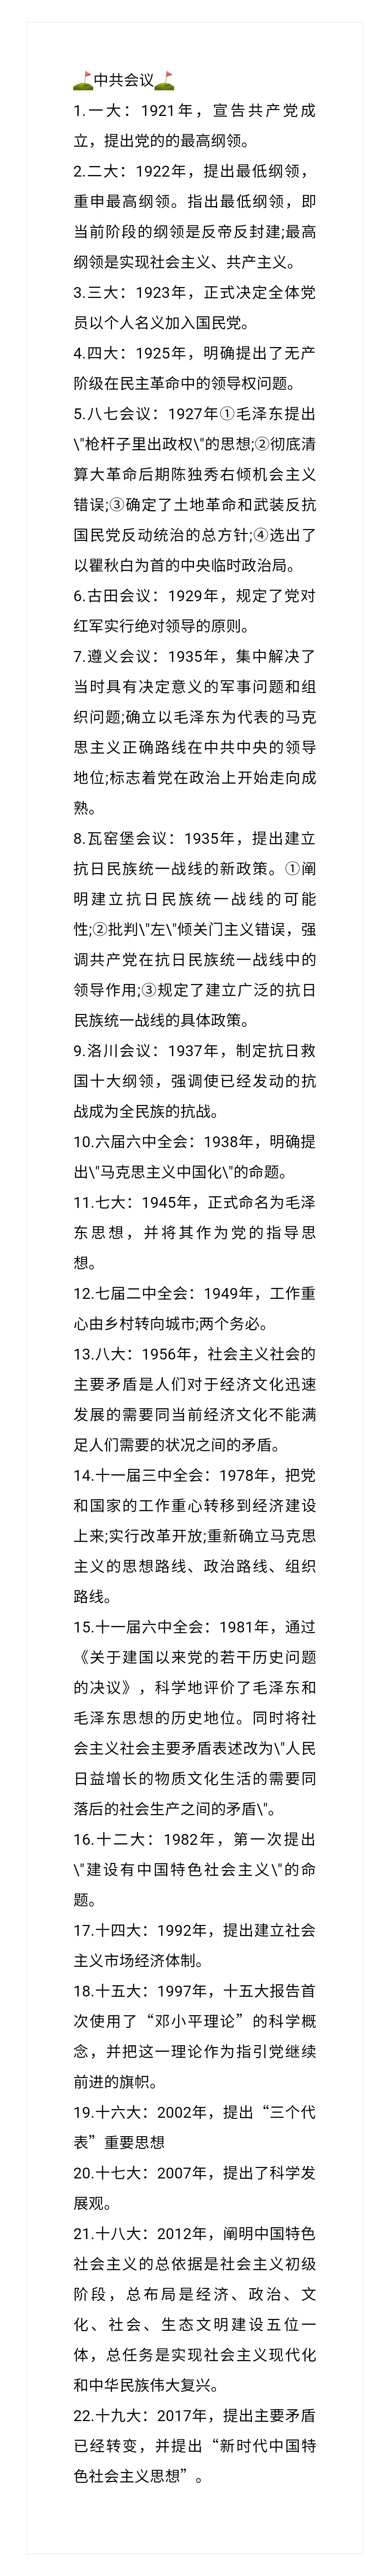 ⛳中共会议⛳
1.一大：1921年，宣告共产党成
立，提出党的的最高纲领。
2.二大：1922年，提出最低纲领，
重申最高纲领。指出最低纲领，即
当前阶段的纲领是反帝反封建;最高
纲领是实现社会主义、共产主义。
3.三大：1923年，正式决定全体党
员以个人名义加入国民党。
4.四大：1925年，明确提出了无产
阶级在民主革命中的领导权问题。
5.八七会议：1927年①毛泽东提出
\"枪杆子里出政权\"的思想;②彻底清
算大革命后期陈独秀右倾机会主义
错误;③确定了土地革命和武装反抗
国民党反动统治的总方针;④选出了
以瞿秋白为首的中央临时政治局。
6.古田会议：1929年，规定了党对
红军实行绝对领导的原则。
7.遵义会议：1935年，集中解决了
当时具有决定意义的军事问题和组
织问题;确立以毛泽东为代表的马克
思主义正确路线在中共中央的领导
地位;标志着党在政治上开始走向成
熟。
8.瓦窑堡会议：1935年，提出建立
抗日民族统一战线的新政策。①阐
明建立抗日民族统一战线的可能
性;②批判\"左\"倾关门主义错误，强
调共产党在抗日民族统一战线中的
领导作用;③规定了建立广泛的抗日
民族统一战线的具体政策。
9.洛川会议：1937年，制定抗日救
国十大纲领，强调使已经发动的抗
战成为全民族的抗战。
10.六届六中全会：1938年，明确提
出\"马克思主义中国化\"的命题。
11.七大：1945年，正式命名为毛泽
东思想，并将其作为党的指导思
想。
12.七届二中全会：1949年，工作重
心由乡村转向城市;两个务必。
13.八大：1956年，社会主义社会的
主要矛盾是人们对于经济文化迅速
发展的需要同当前经济文化不能满
足人们需要的状况之间的矛盾。
14.十一届三中全会：1978年，把党
和国家的工作重心转移到经济建设
上来;实行改革开放;重新确立马克思
主义的思想路线、政治路线、组织
路线。
15.十一届六中全会：1981年，通过
《关于建国以来党的若干历史问题
的决议》，科学地评价了毛泽东和
毛泽东思想的历史地位。同时将社
会主义社会主要矛盾表述改为\"人民
日益增长的物质文化生活的需要同
落后的社会生产之间的矛盾\"。
16.十二大：1982年，第一次提出
\"建设有中国特色社会主义\"的命
题。
17.十四大：1992年，提出建立社会
主义市场经济体制。
18.十五大：1997年，十五大报告首
次使用了“邓小平理论”的科学概
念，并把这一理论作为指引党继续
前进的旗帜。
19.十六大：2002年，提出“三个代
表”重要思想
20.十七大：2007年，提出了科学发
展观。
21.十八大：2012年，阐明中国特色
社会主义的总依据是社会主义初级
阶段，总布局是经济、政治、文
化、社会、生态文明建设五位一
体，总任务是实现社会主义现代化
和中华民族伟大复兴。
22.十九大：2017年，提出主要矛盾
已经转变，并提出“新时代中国特
色社会主义思想”。